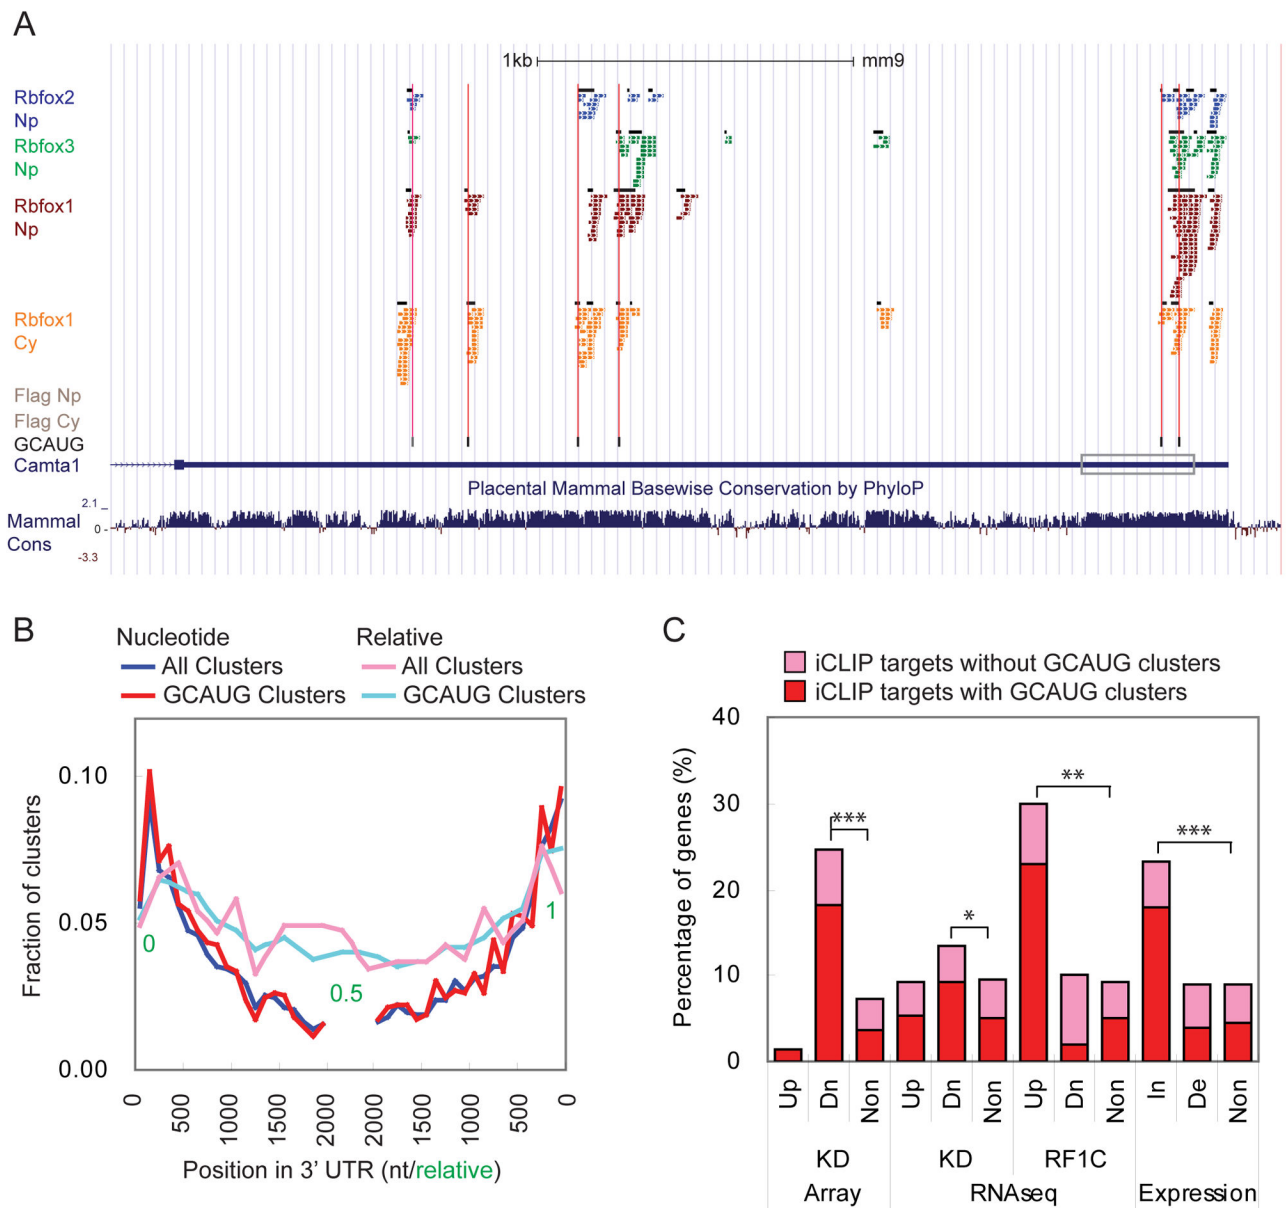 A
1kb
mm9
Rbfox2
Np
Rbfox3
Np
Rbfox1
Np
Rbfox1
Cy
Flag Np
Flag Cy
GCAUG
Camta1
Placental Mammal Basewise Conservation by PhyloP
2.1 _
Mammal
Cons
0 -
-3.3
B
Nucleotide
Relative
All Clusters
All Clusters
GCAUG Clusters
GCAUG Clusters
Fraction of clusters
0.10
0.05
0.00
0
0.5
1
0
500
1000
1500
2000
2000
1500
1000
500
0
Position in 3' UTR (nt/relative)
C
iCLIP targets without GCAUG clusters
iCLIP targets with GCAUG clusters
Percentage of genes (%)
40
30
20
10
0
***
*
**
***
Up
Dn
Non
Up
Dn
Non
Up
Dn
Non
In
De
Non
KD
KD
RF1C
Array
RNAseq
Expression